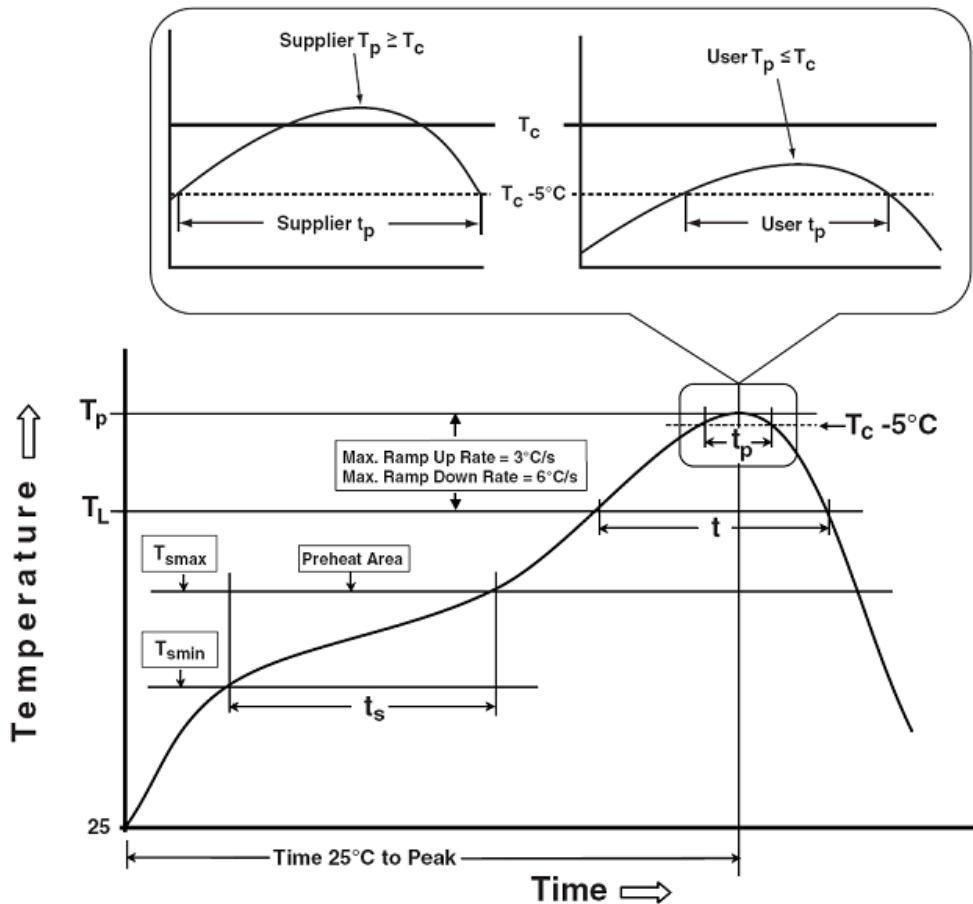 Supplier Tp ≥ Tc
User Tp ≤ Tc
Tc
Tc -5°C
Supplier tp
User tp
Tp
Tc -5°C
tp
Max. Ramp Up Rate = 3°C/s
Max. Ramp Down Rate = 6°C/s
TL
t
Tsmax
Preheat Area
Tsmin
ts
Temperature
25
Time 25°C to Peak
Time